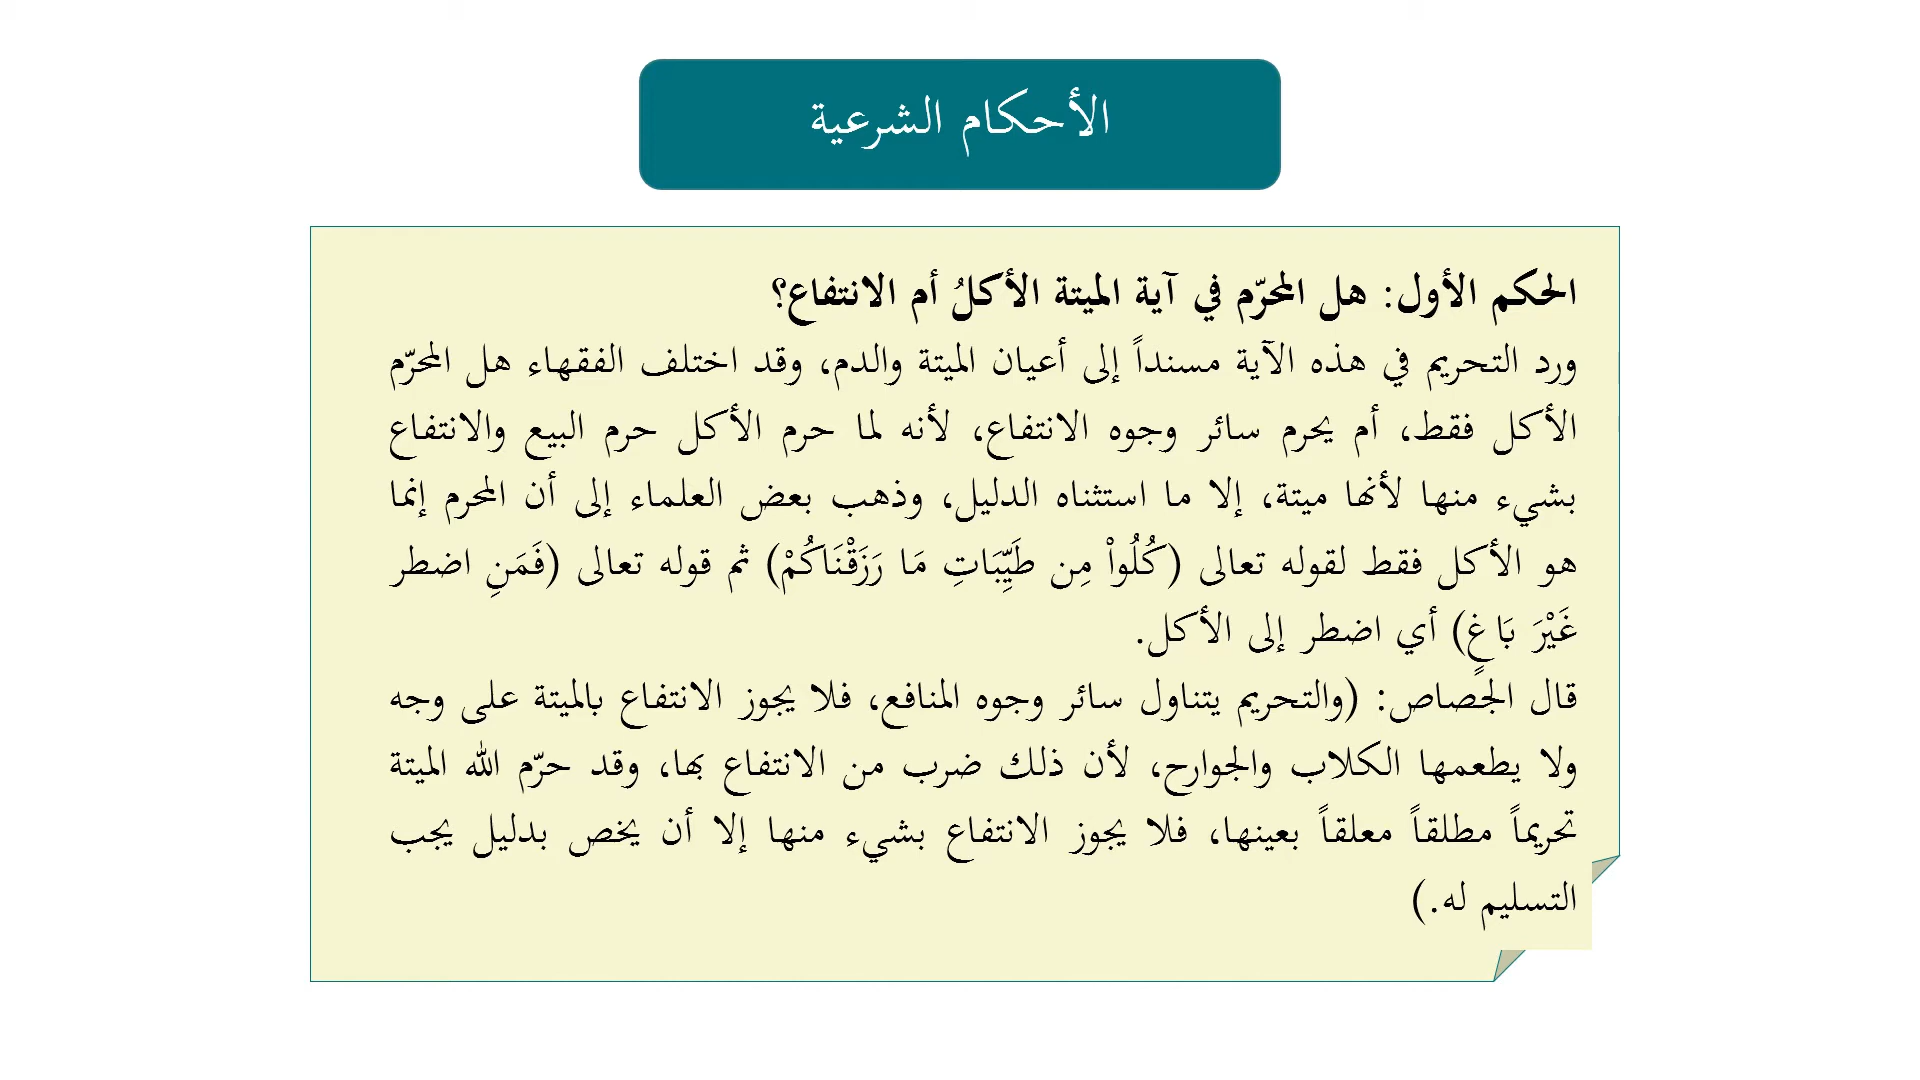 الأحكام الشرعية
الحكم الأول: هل المحرّم في آية الميتة الأكلُ أم الانتفاع؟
ورد التحريم في هذه الآية مسنداً إلى أعيان الميتة والدم، وقد اختلف الفقهاء هل المحرّم
الأكل فقط، أم يحرم سائر وجوه الانتفاع، لأنه لما حرم الأكل حرم البيع والانتفاع
بشيء منها لأنها ميتة، إلا ما استثناه الدليل، وذهب بعض العلماء إلى أن المحرم إنما
هو الأكل فقط لقوله تعالى (كُلُواْ مِن طَيِّبَاتِ مَا رَزَقْنَاكُمْ) ثم قوله تعالى (فَمَنِ اضطر
غَيْرَ بَاغٍ) أي اضطر إلى الأكل.
قال الجصاص: (والتحريم يتناول سائر وجوه المنافع، فلا يجوز الانتفاع بالميتة على وجه
ولا يطعمها الكلاب والجوارح، لأن ذلك ضرب من الانتفاع بها، وقد حرّم الله الميتة
تحريماً مطلقاً معلقاً بعينها، فلا يجوز الانتفاع بشيء منها إلا أن يخص بدليل يجب
التسليم له.)